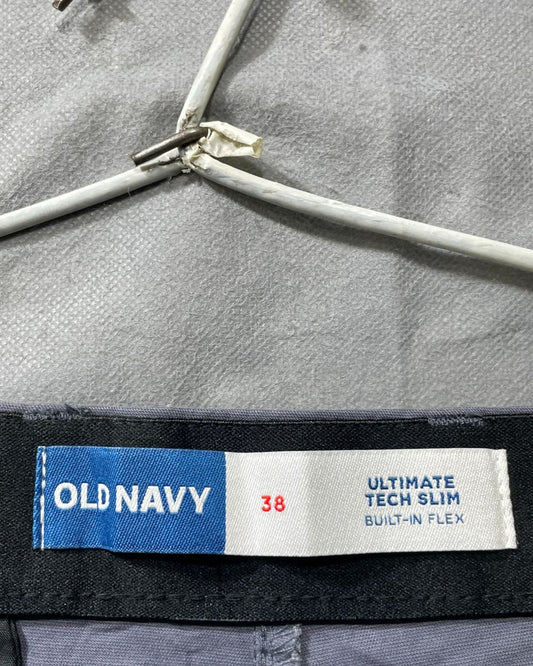 OLD NAVY
38
ULTIMATE
TECH SLIM
BUILT-IN FLEX